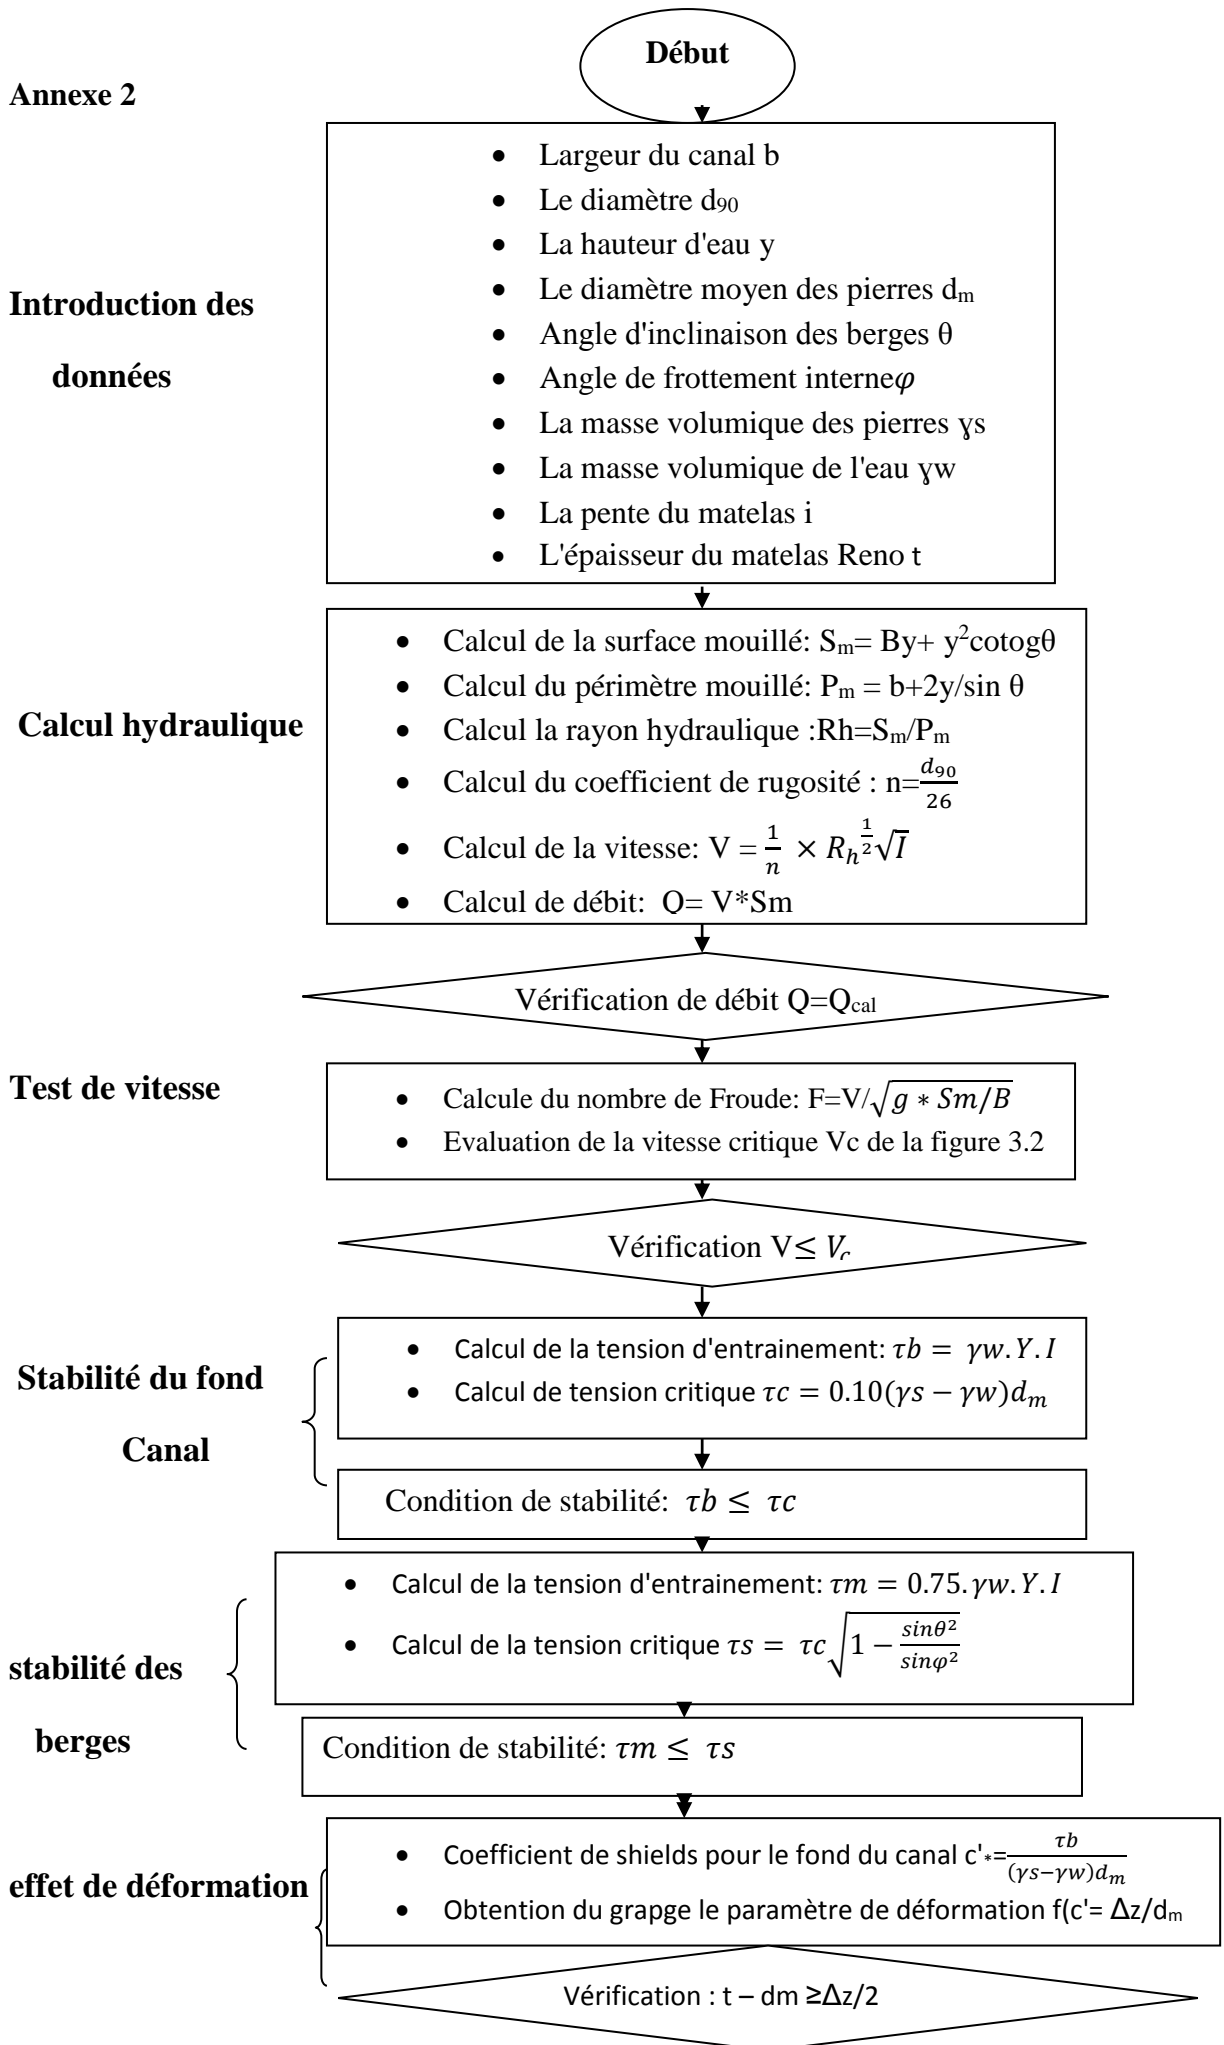 Début
Annexe 2
Introduction des
données
• Largeur du canal b
• Le diamètre d₉₀
• La hauteur d'eau y
• Le diamètre moyen des pierres dₘ
• Angle d'inclinaison des berges θ
• Angle de frottement interneφ
• La masse volumique des pierres ɣs
• La masse volumique de l'eau ɣw
• La pente du matelas i
• L'épaisseur du matelas Reno t
Calcul hydraulique
• Calcul de la surface mouillé: Sₘ= By+ y²cotogθ
• Calcul du périmètre mouillé: Pₘ = b+2y/sin θ
• Calcul la rayon hydraulique :Rh=Sₘ/Pₘ
• Calcul du coefficient de rugosité : n=d₉₀/26
• Calcul de la vitesse: V = 1/n × R_h^(1/2) √I
• Calcul de débit: Q= V*Sm
Vérification de débit Q=Q_cal
Test de vitesse
• Calcule du nombre de Froude: F=V/√(g ∗ Sm/B)
• Evaluation de la vitesse critique Vc de la figure 3.2
Vérification V≤ V_c
Stabilité du fond
Canal
• Calcul de la tension d'entrainement: τb = γw.Y.I
• Calcul de tension critique τc = 0.10(γs − γw)dₘ
Condition de stabilité: τb ≤ τc
stabilité des
berges
• Calcul de la tension d'entrainement: τm = 0.75.γw.Y.I
• Calcul de la tension critique τs = τc√(1 − sinθ²/sinφ²)
Condition de stabilité: τm ≤ τs
effet de déformation
• Coefficient de shields pour le fond du canal c'*=τb/((γs−γw)dₘ)
• Obtention du grapge le paramètre de déformation f(c'= Δz/dₘ
Vérification : t – dm ≥Δz/2